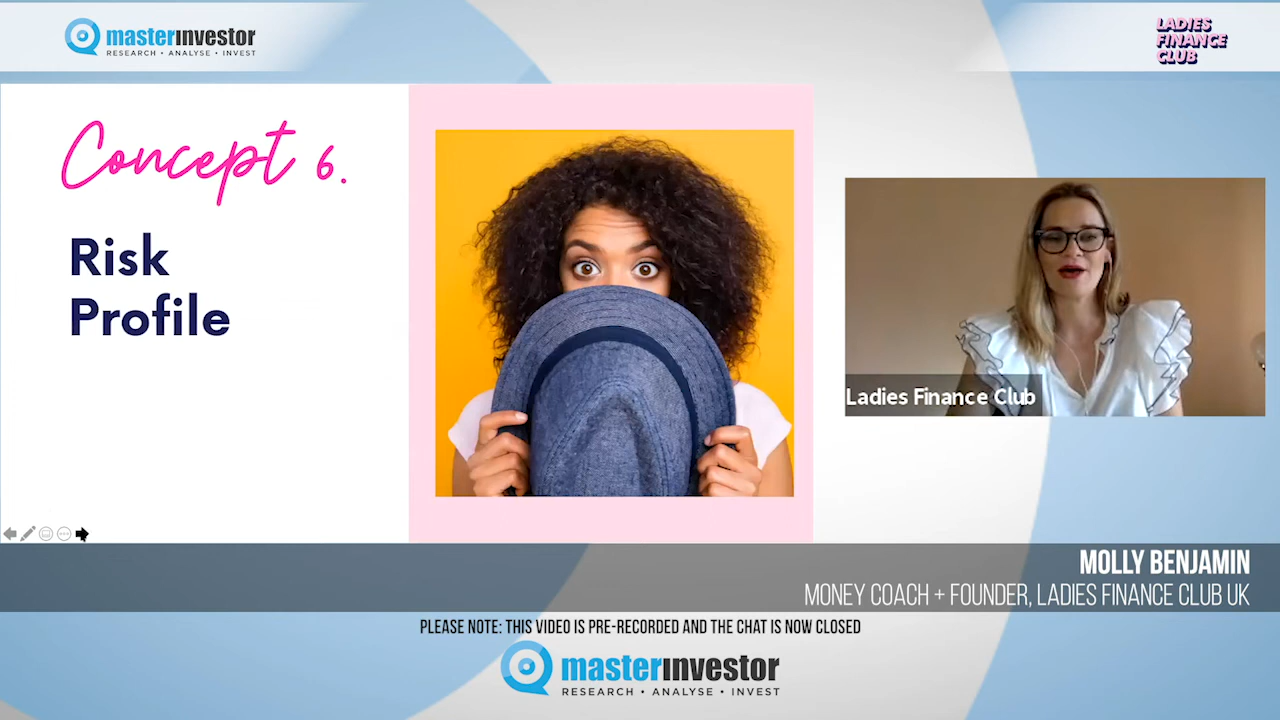 masterinvestor
RESEARCH • ANALYSE • INVEST
LADIES
FINANCE
CLUB
Concept 6.
Risk
Profile
Ladies Finance Club
MOLLY BENJAMIN
MONEY COACH + FOUNDER, LADIES FINANCE CLUB UK
PLEASE NOTE: THIS VIDEO IS PRE-RECORDED AND THE CHAT IS NOW CLOSED
masterinvestor
RESEARCH • ANALYSE • INVEST